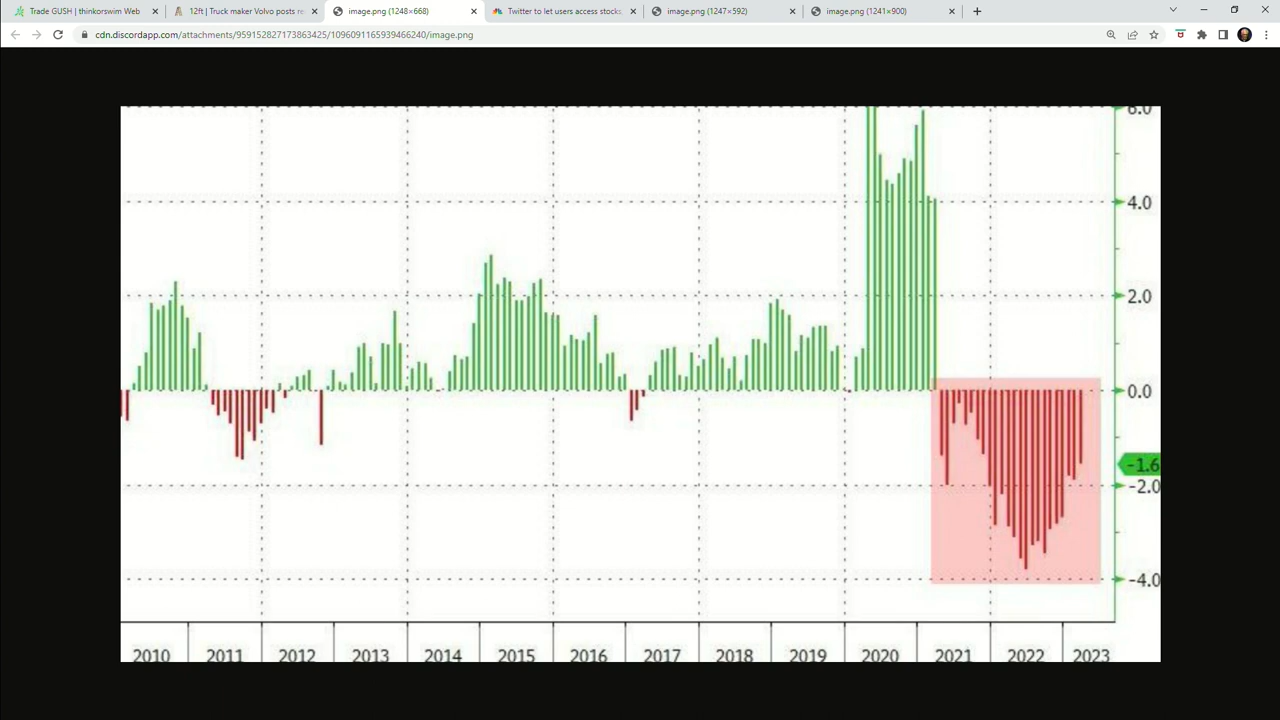 Trade GUSH | thinkorswim Web
12ft | Truck maker Volvo posts re
image.png (1248×668)
Twitter to let users access stocks,
image.png (1247×592)
image.png (1241×900)
cdn.discordapp.com/attachments/959152827173863425/1096091165939466240/image.png
6.0
4.0
2.0
0.0
-1.6
-2.0
-4.0
2010 2011 2012 2013 2014 2015 2016 2017 2018 2019 2020 2021 2022 2023